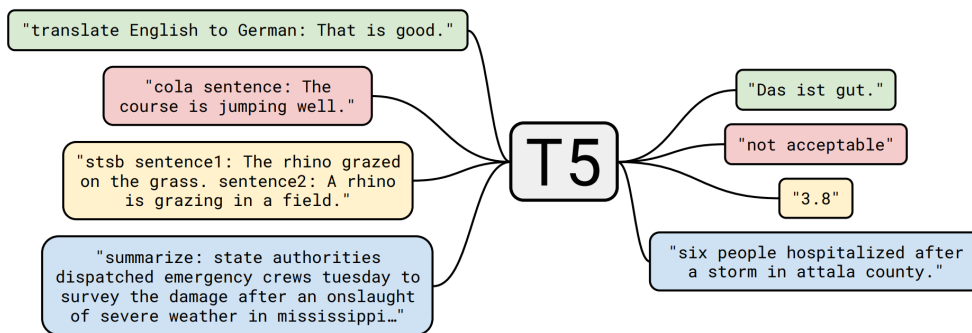 "translate English to German: That is good."
"cola sentence: The
course is jumping well."
"stsb sentence1: The rhino grazed
on the grass. sentence2: A rhino
is grazing in a field."
"summarize: state authorities
dispatched emergency crews tuesday to
survey the damage after an onslaught
of severe weather in mississippi…"
T5
"Das ist gut."
"not acceptable"
"3.8"
"six people hospitalized after
a storm in attala county."